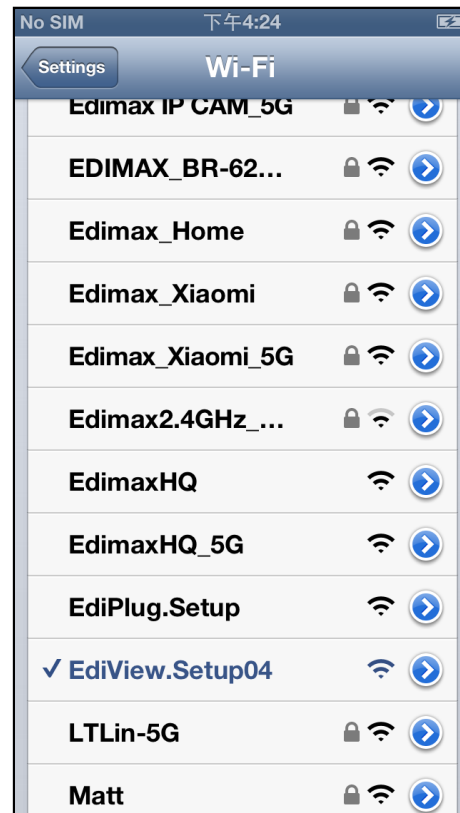 No SIM 下午4:24
Settings Wi-Fi
Edimax IP CAM_5G
EDIMAX_BR-62...
Edimax_Home
Edimax_Xiaomi
Edimax_Xiaomi_5G
Edimax2.4GHz_...
EdimaxHQ
EdimaxHQ_5G
EdiPlug.Setup
EdiView.Setup04
LTLin-5G
Matt